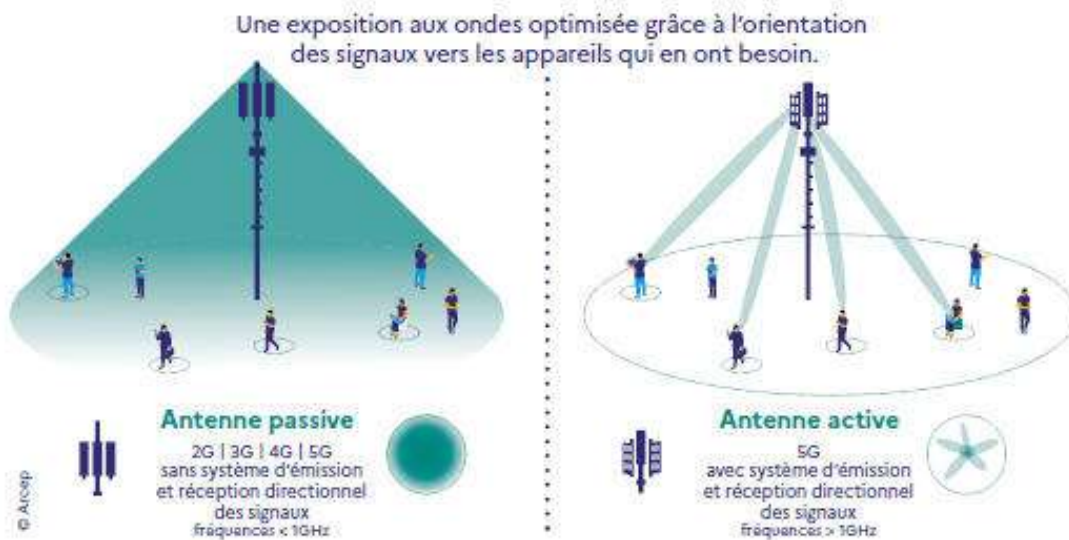 Une exposition aux ondes optimisée grâce à l'orientation
des signaux vers les appareils qui en ont besoin.
Antenne passive
2G | 3G | 4G | 5G
sans système d'émission
et réception directionnel
des signaux
fréquences < 1GHz
Antenne active
5G
avec système d'émission
et réception directionnel
des signaux
fréquences > 1GHz
© Arcep